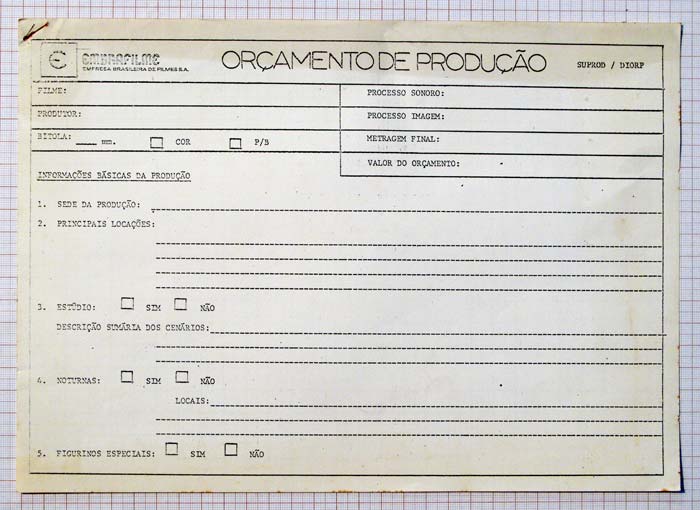 EMBRAFILME
EMPRESA BRASILEIRA DE FILMES S.A.
ORÇAMENTO DE PRODUÇÃO
SUPROD / DIORP
FILME:
PROCESSO SONORO:
PRODUTOR:
PROCESSO IMAGEM:
BITOLA: ____ mm. COR P/B
METRAGEM FINAL:
VALOR DO ORÇAMENTO:
INFORMAÇÕES BÁSICAS DA PRODUÇÃO
1. SEDE DA PRODUÇÃO:
2. PRINCIPAIS LOCAÇÕES:
3. ESTÚDIO: SIM NÃO
DESCRIÇÃO SUMÁRIA DOS CENÁRIOS:
4. NOTURNAS: SIM NÃO
LOCAIS:
5. FIGURINOS ESPECIAIS: SIM NÃO